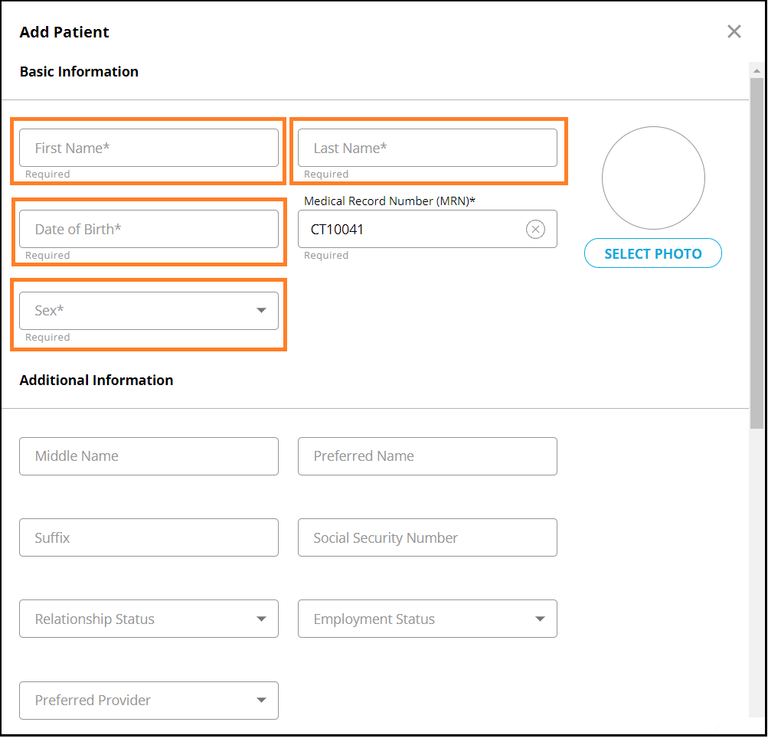 Add Patient
Basic Information
First Name*
Last Name*
Required
Required
Medical Record Number (MRN)*
Date of Birth*
CT10041
Required
Required
SELECT PHOTO
Sex*
Required
Additional Information
Middle Name
Preferred Name
Suffix
Social Security Number
Relationship Status
Employment Status
Preferred Provider